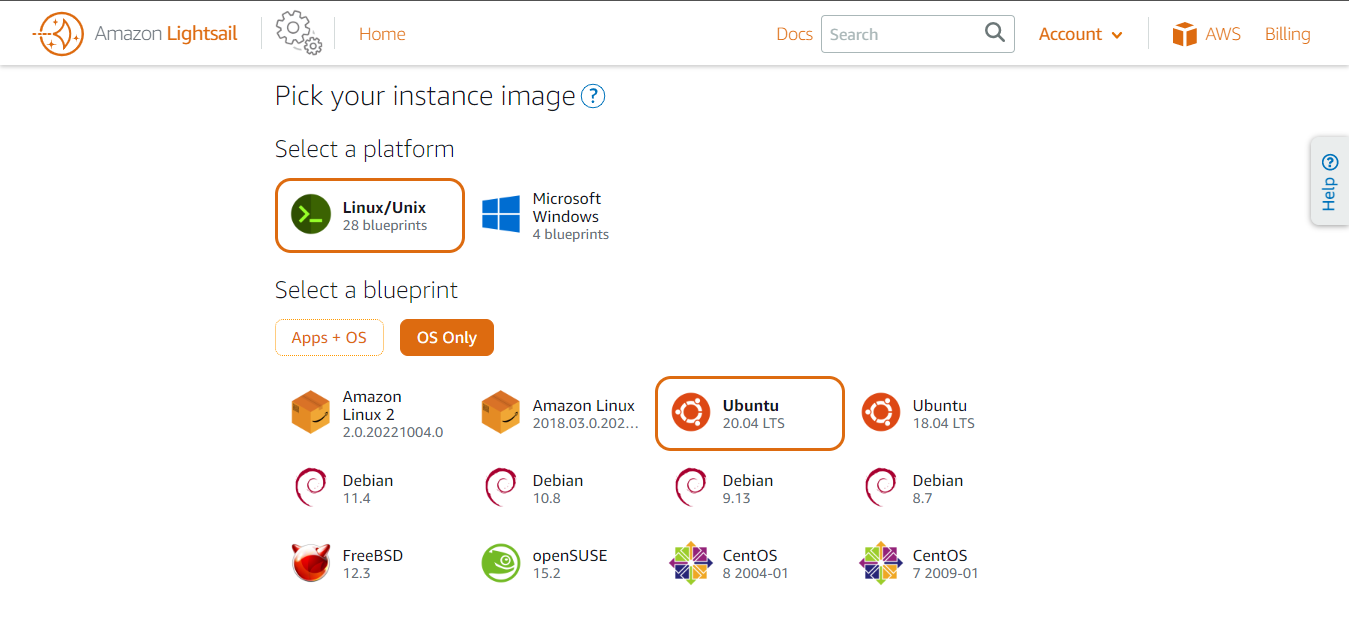 Amazon Lightsail
Home
Docs
Search
Account
AWS
Billing
Pick your instance image ?
Select a platform
Linux/Unix
28 blueprints
Microsoft
Windows
4 blueprints
? Help
Select a blueprint
Apps + OS
OS Only
Amazon
Linux 2
2.0.20221004.0
Amazon Linux
2018.03.0.202...
Ubuntu
20.04 LTS
Ubuntu
18.04 LTS
Debian
11.4
Debian
10.8
Debian
9.13
Debian
8.7
FreeBSD
12.3
openSUSE
15.2
CentOS
8 2004-01
CentOS
7 2009-01